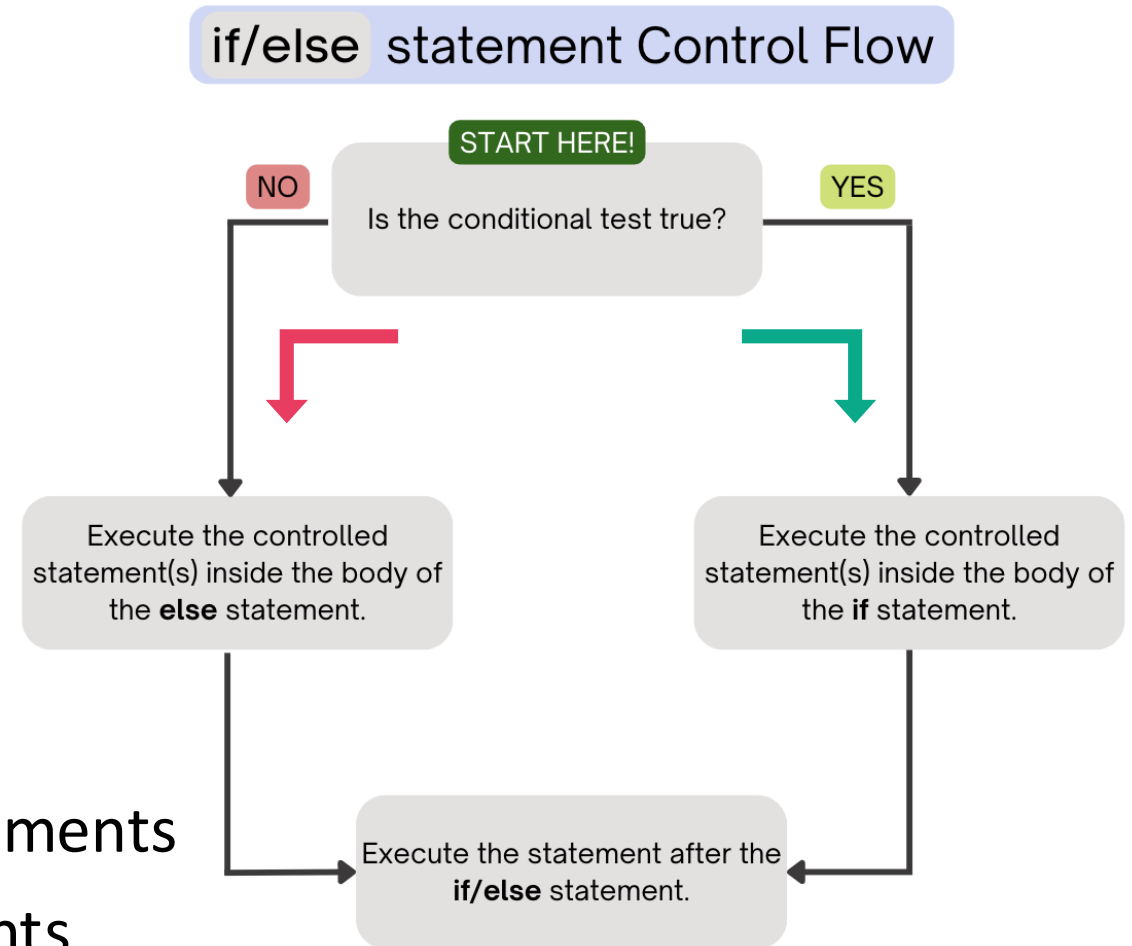 if/else statement Control Flow
START HERE!
NO
YES
Is the conditional test true?
Execute the controlled
statement(s) inside the body of
the else statement.
Execute the controlled
statement(s) inside the body of
the if statement.
Execute the statement after the
if/else statement.
ments
nts